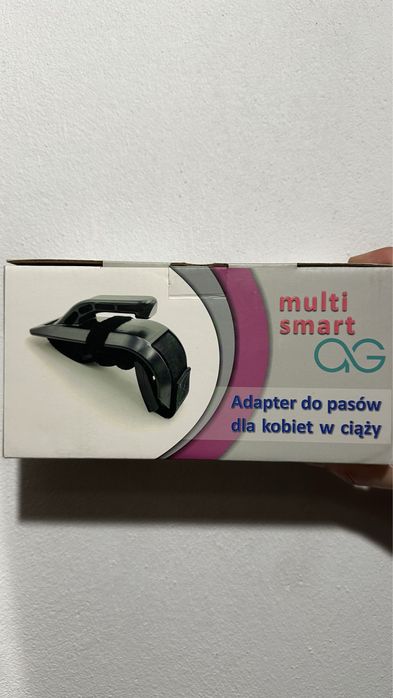 multi
smart
AG
Adapter do pasów
dla kobiet w ciąży